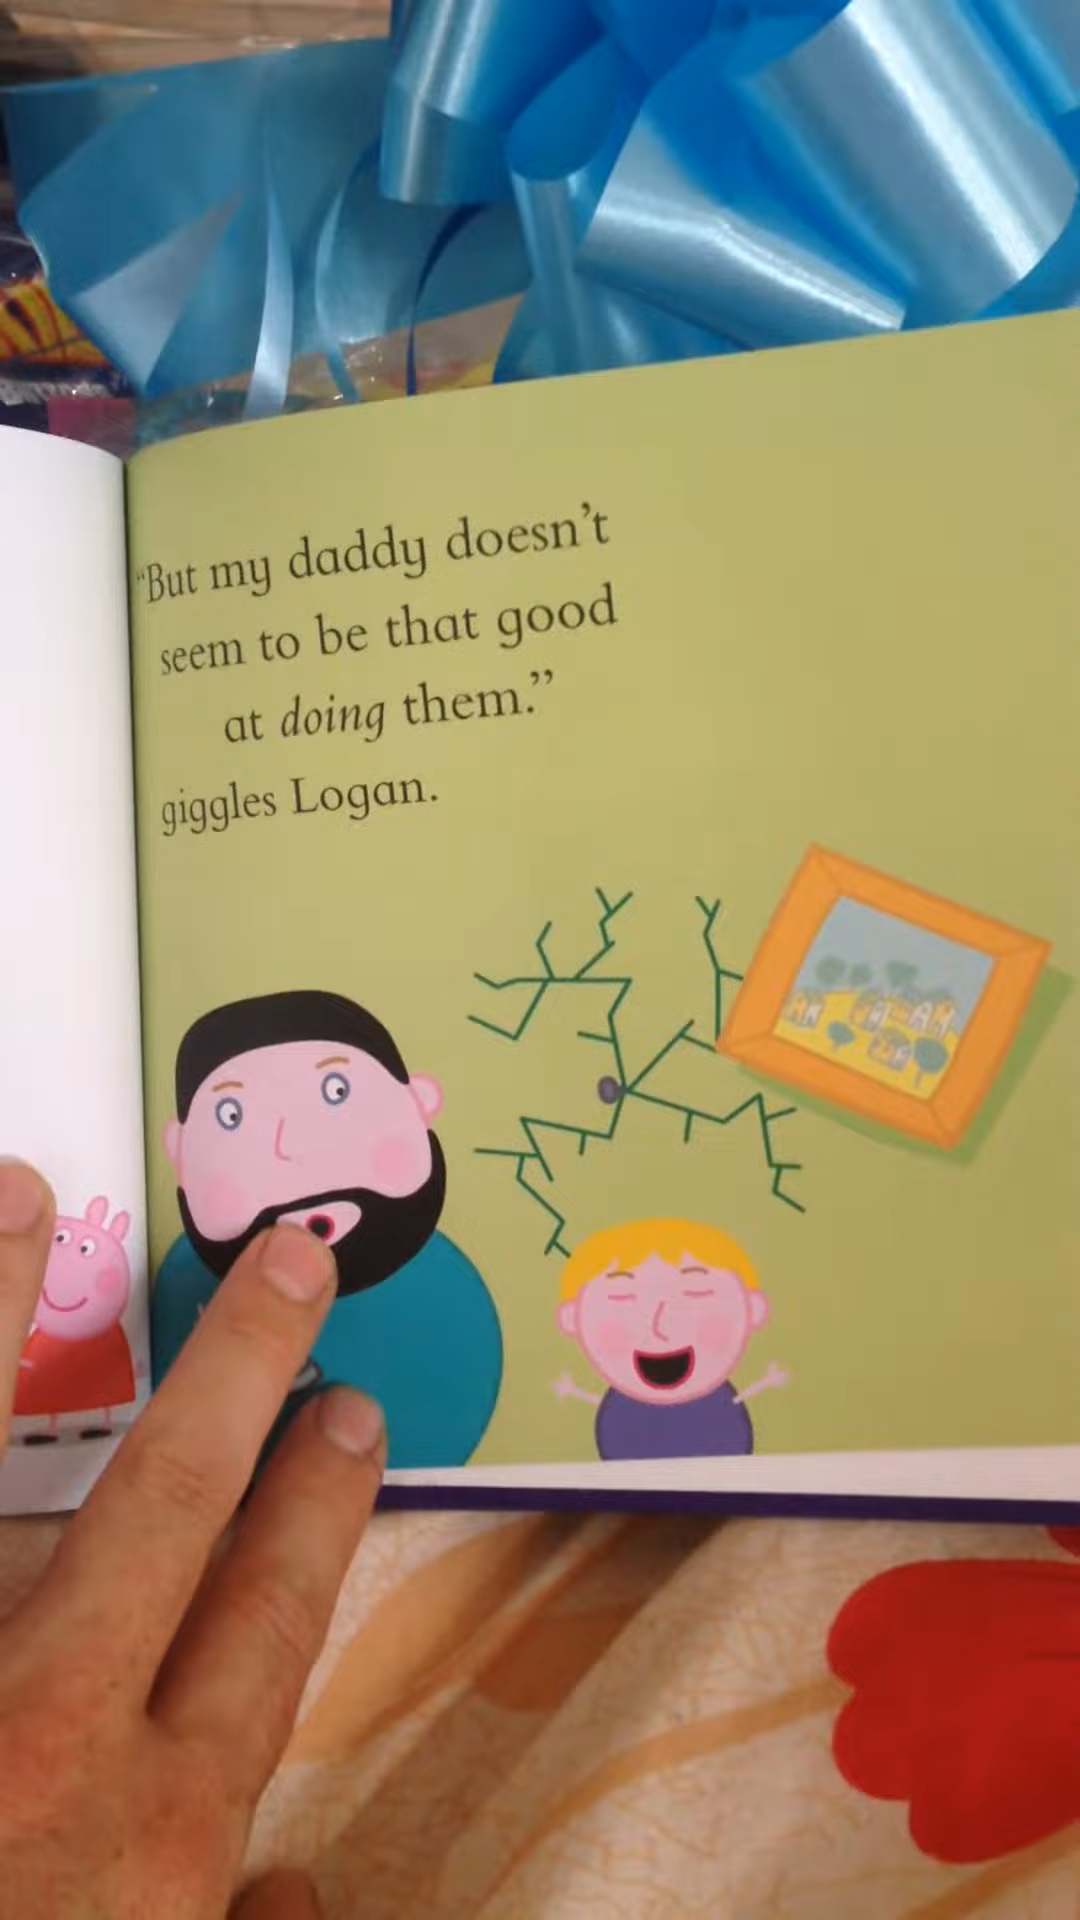 “But my daddy doesn’t
seem to be that good
at doing them.”
giggles Logan.